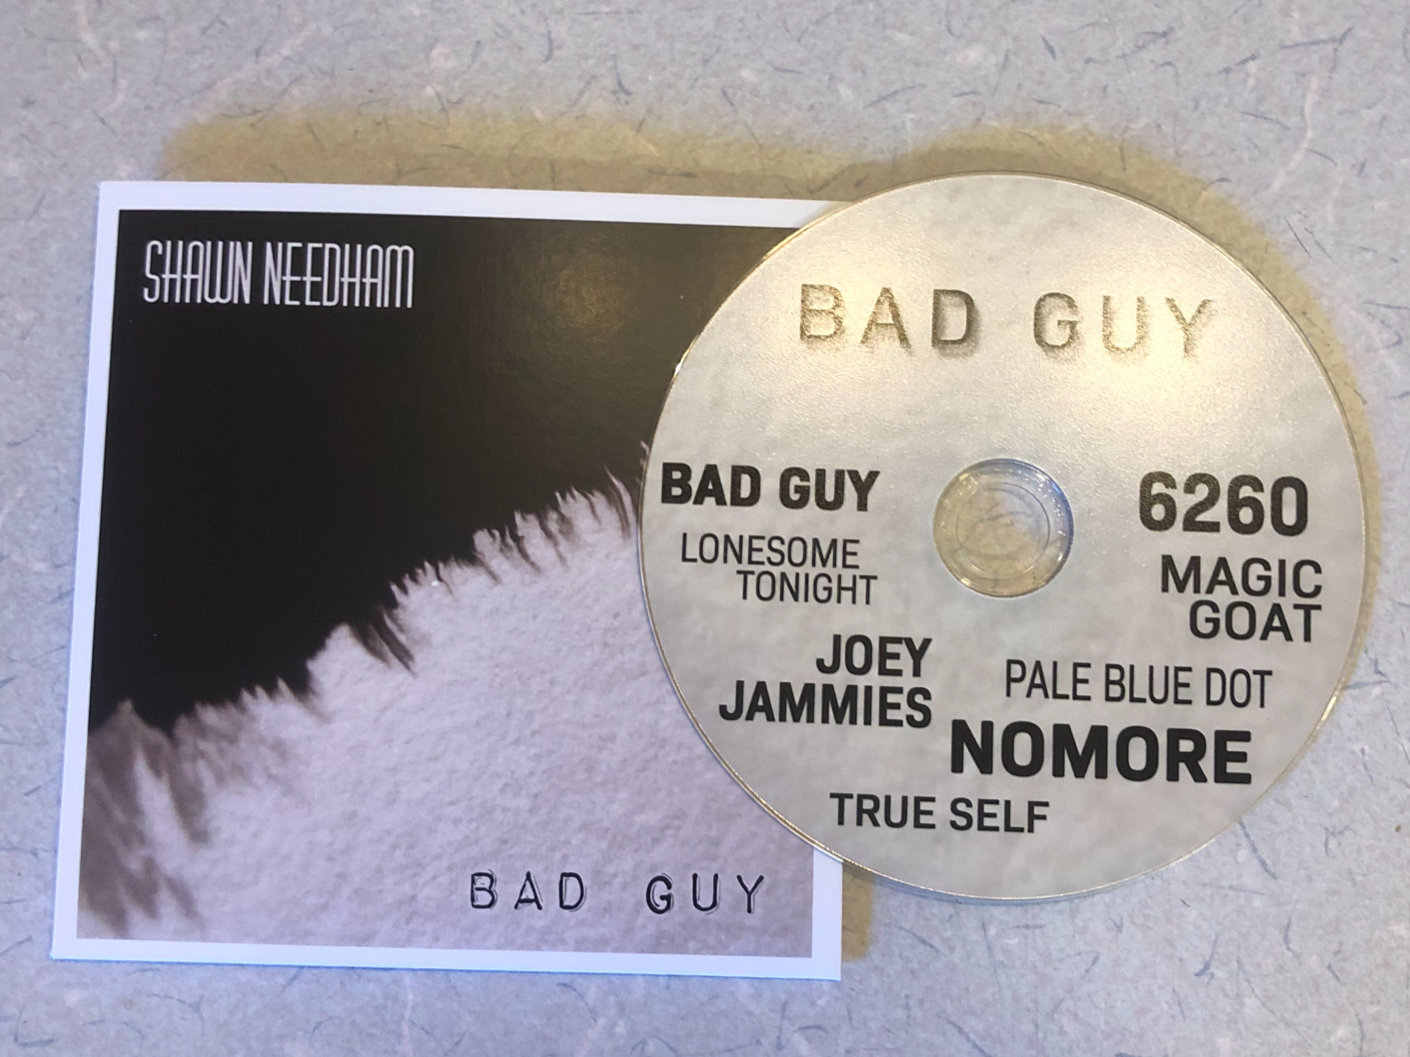 SHAWN NEEDHAM
BAD GUY
BAD GUY
BAD GUY
LONESOME
TONIGHT
JOEY
JAMMIES
6260
MAGIC
GOAT
PALE BLUE DOT
NOMORE
TRUE SELF